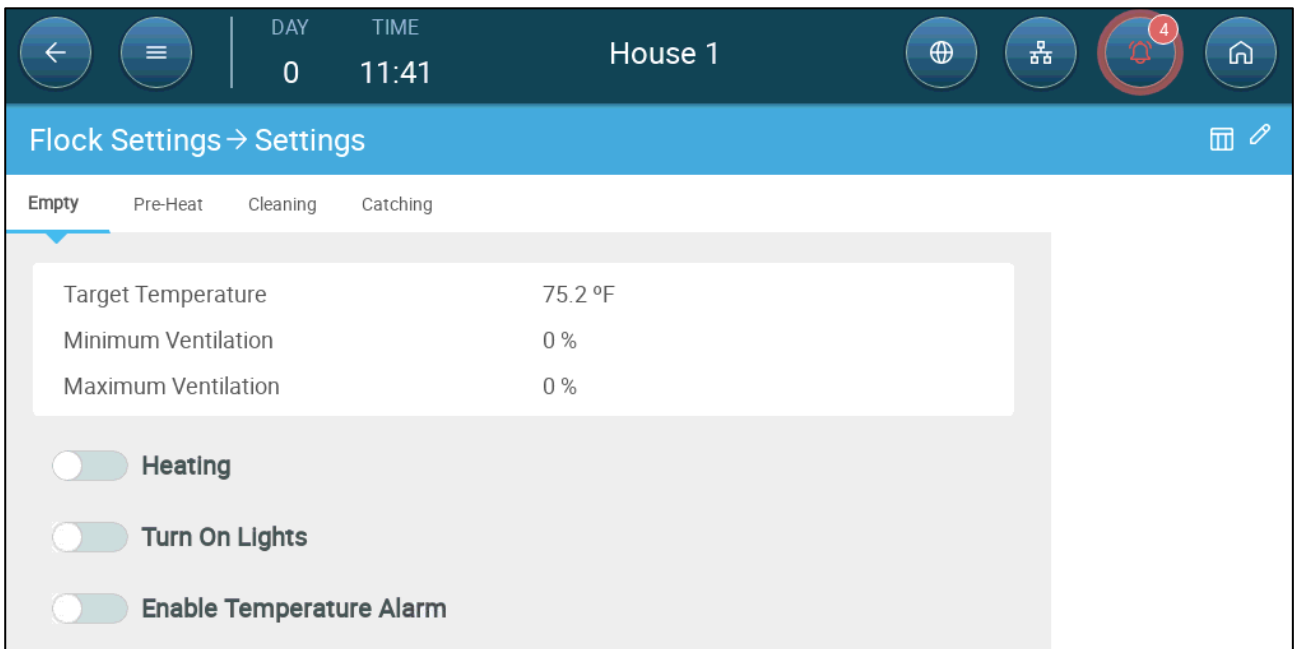 DAY TIME
0 11:41
House 1
4
Flock Settings → Settings
Empty Pre-Heat Cleaning Catching
Target Temperature 75.2 ºF
Minimum Ventilation 0 %
Maximum Ventilation 0 %
Heating
Turn On Lights
Enable Temperature Alarm